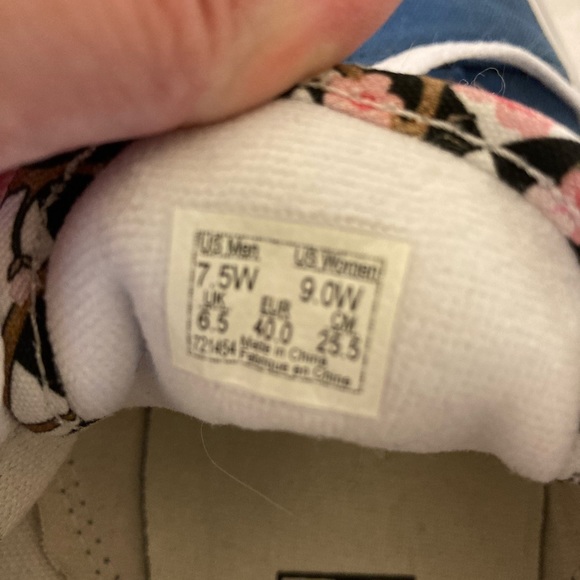 US Men US Women
7.5W 9.0W
UK EUR CM
6.5 40.0 25.5
721454 Made in China
Fabriqué en Chine